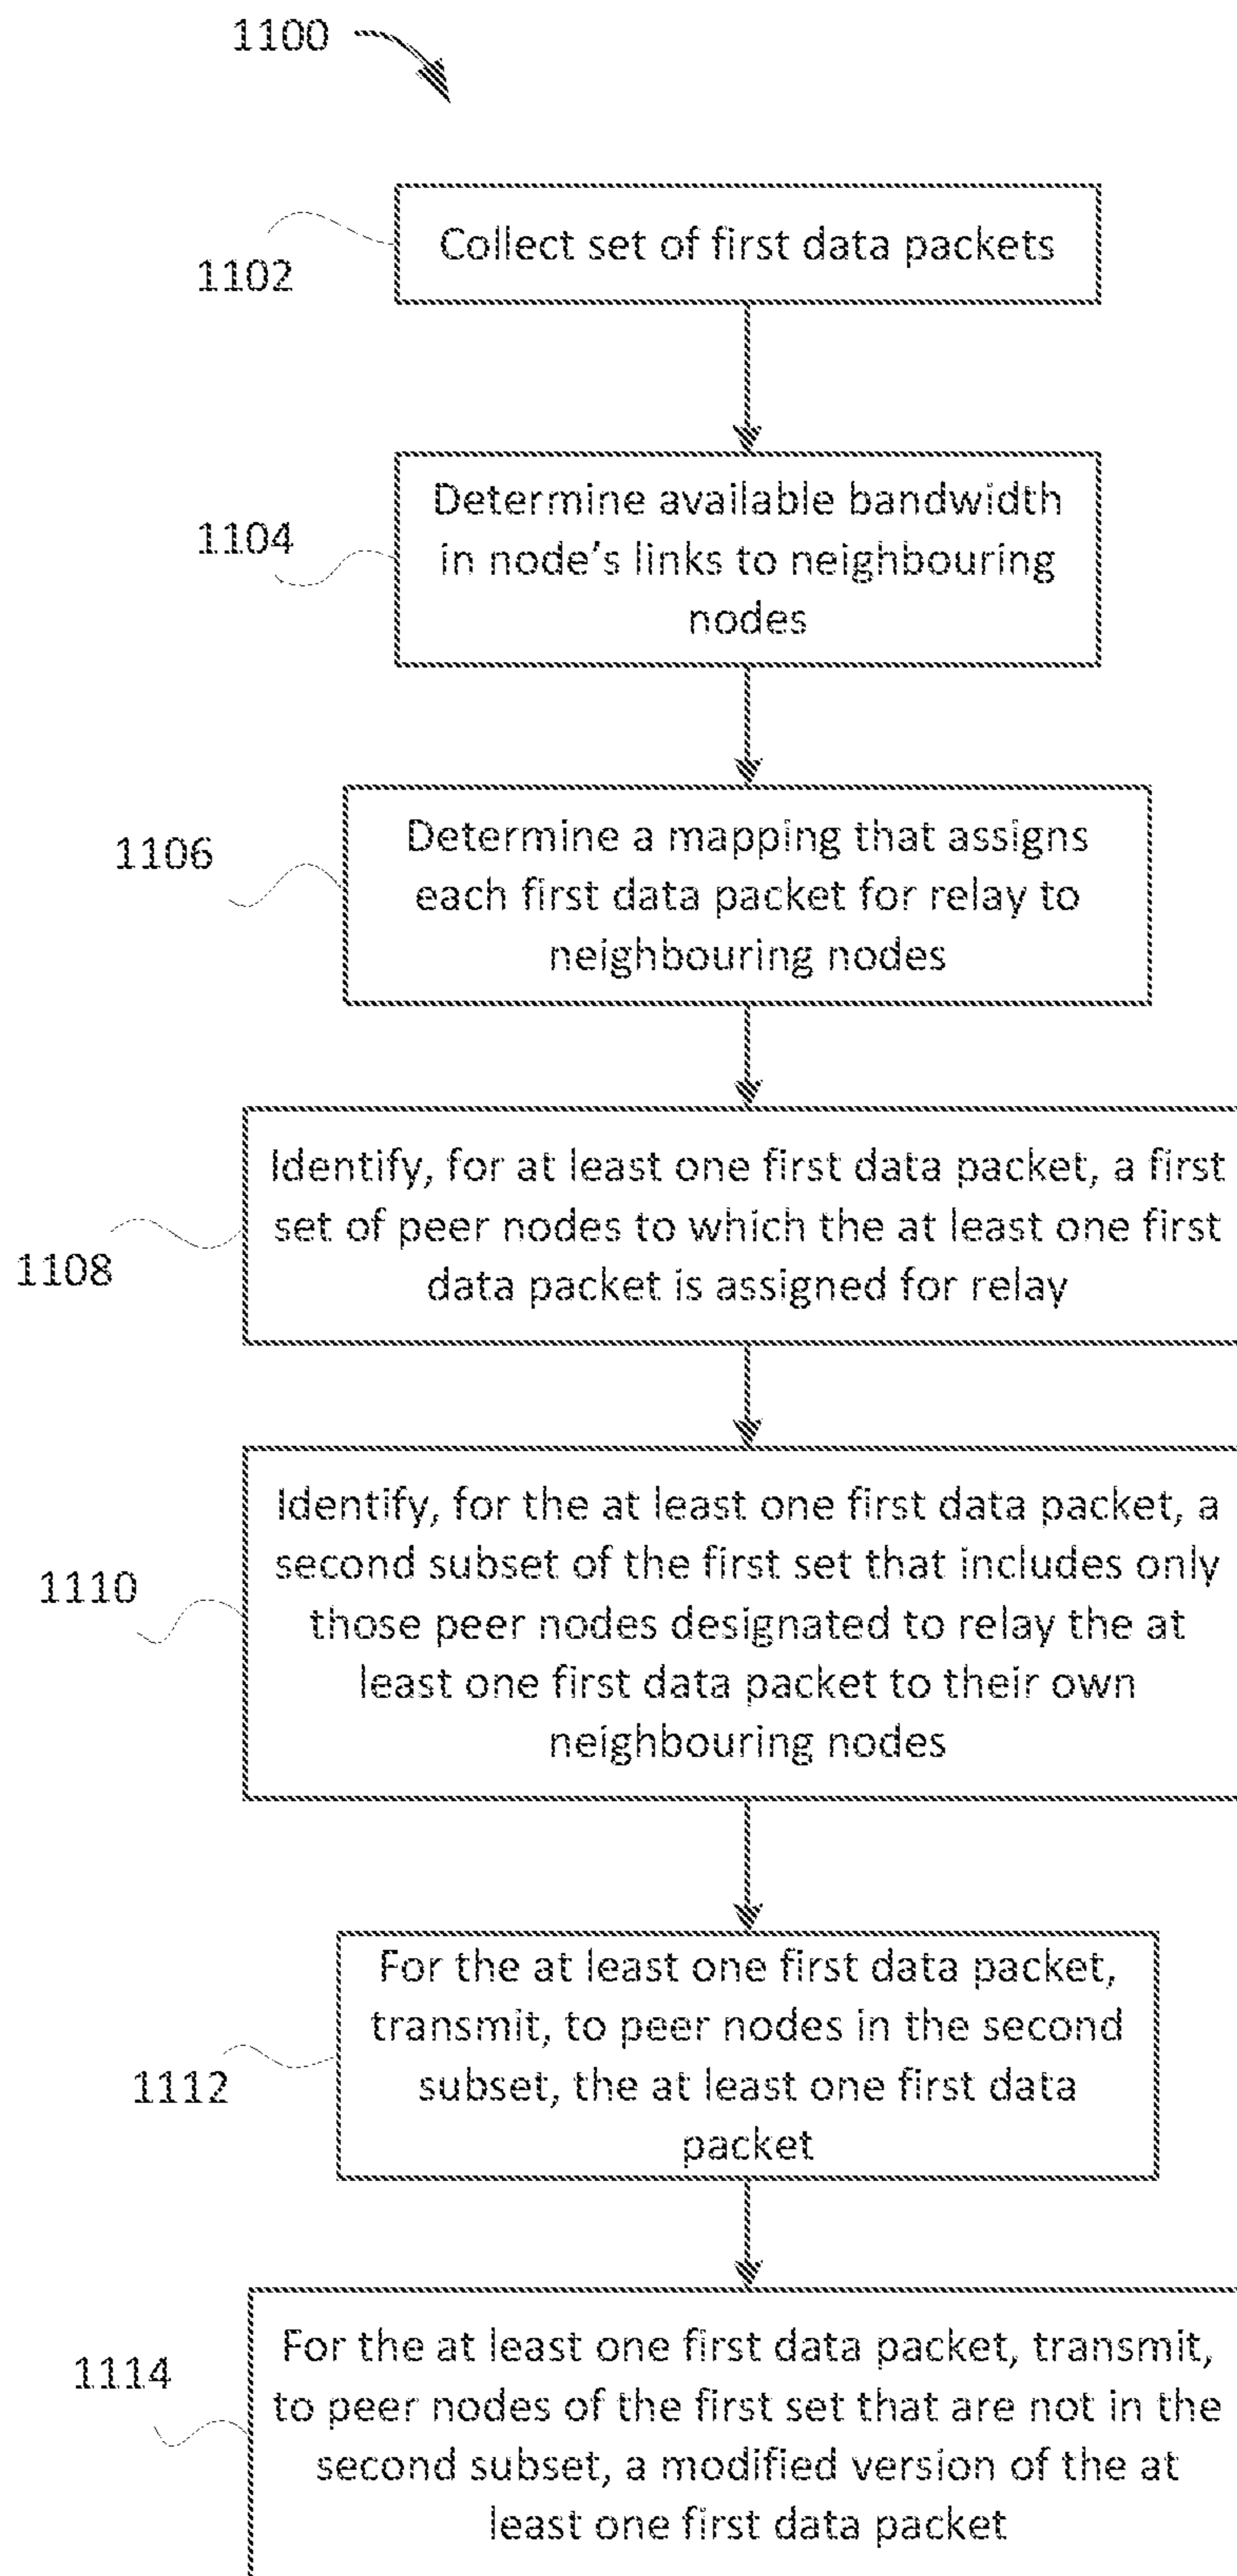 1100
Collect set of first data packets
1102
Determine available bandwidth
in node's links to neighbouring
nodes
1104
Determine a mapping that assigns
each first data packet for relay to
neighbouring nodes
1106
Identify, for at least one first data packet, a first
set of peer nodes to which the at least one first
data packet is assigned for relay
1108
Identify, for the at least one first data packet, a
second subset of the first set that includes only
those peer nodes designated to relay the at
least one first data packet to their own
neighbouring nodes
1110
For the at least one first data packet,
transmit, to peer nodes in the second
subset, the at least one first data
packet
1112
For the at least one first data packet, transmit,
to peer nodes of the first set that are not in the
second subset, a modified version of the at
least one first data packet
1114